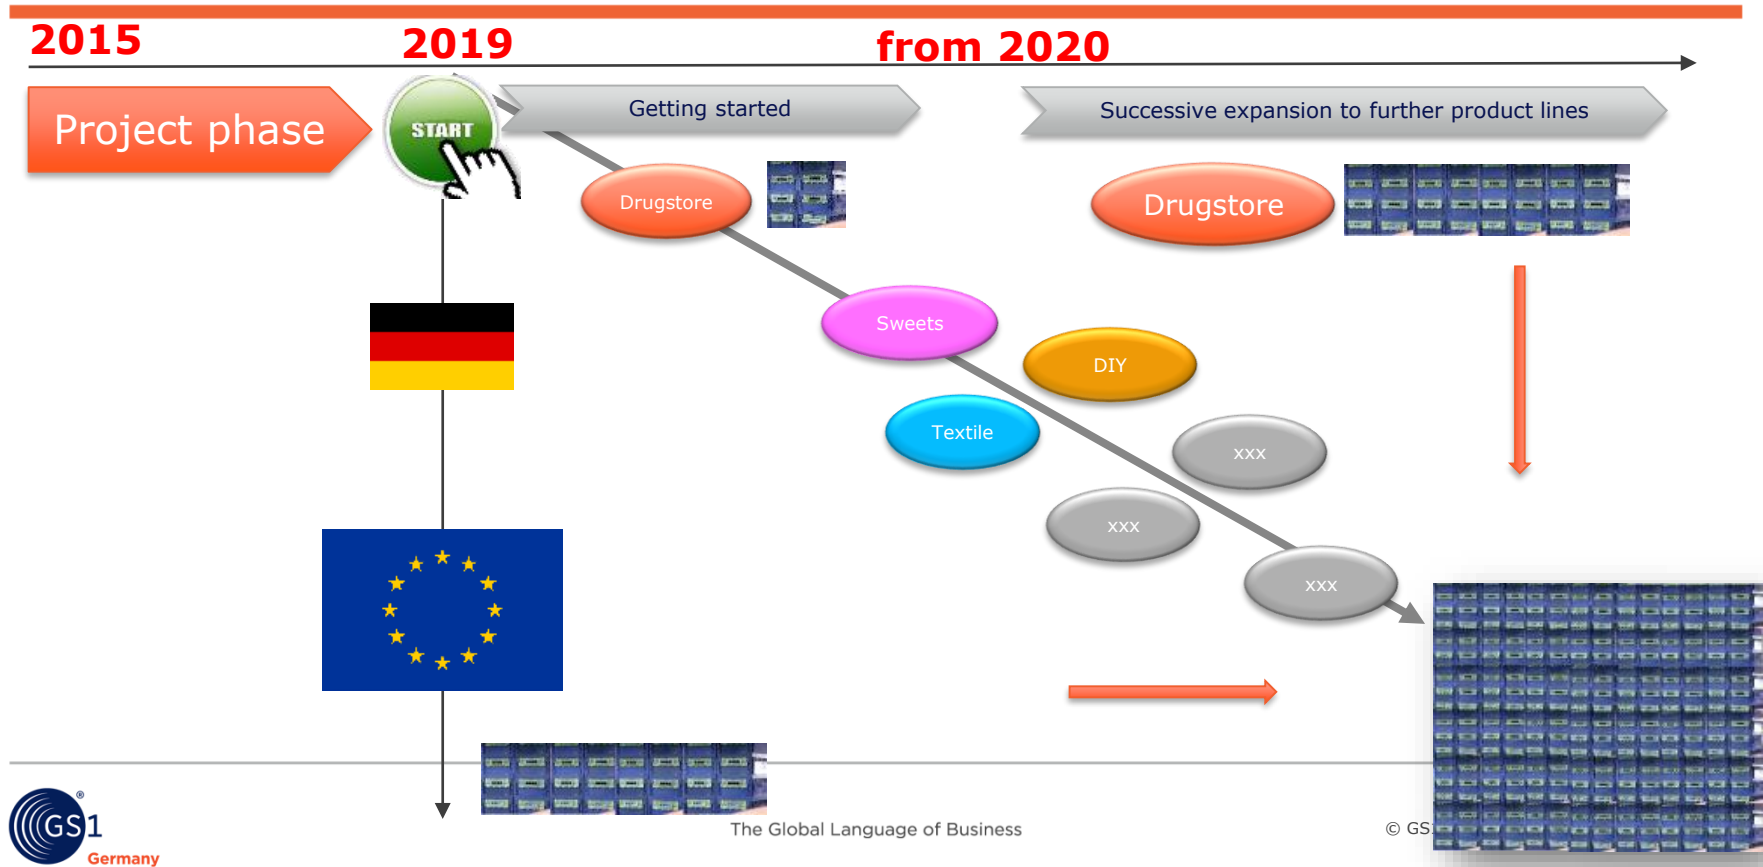 2015
2019
from 2020
Project phase
START
Getting started
Successive expansion to further product lines
Drugstore
Drugstore
Sweets
DIY
Textile
xxx
xxx
xxx
GS1
®
Germany
The Global Language of Business
© GS